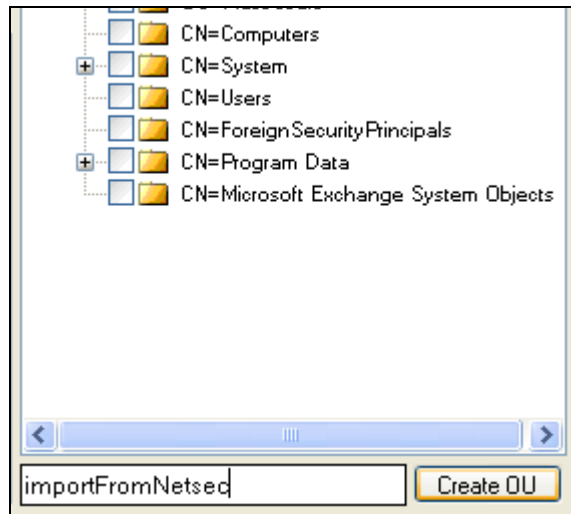 CN=Computers
CN=System
CN=Users
CN=ForeignSecurityPrincipals
CN=Program Data
CN=Microsoft Exchange System Objects
importFromNetsec
Create OU